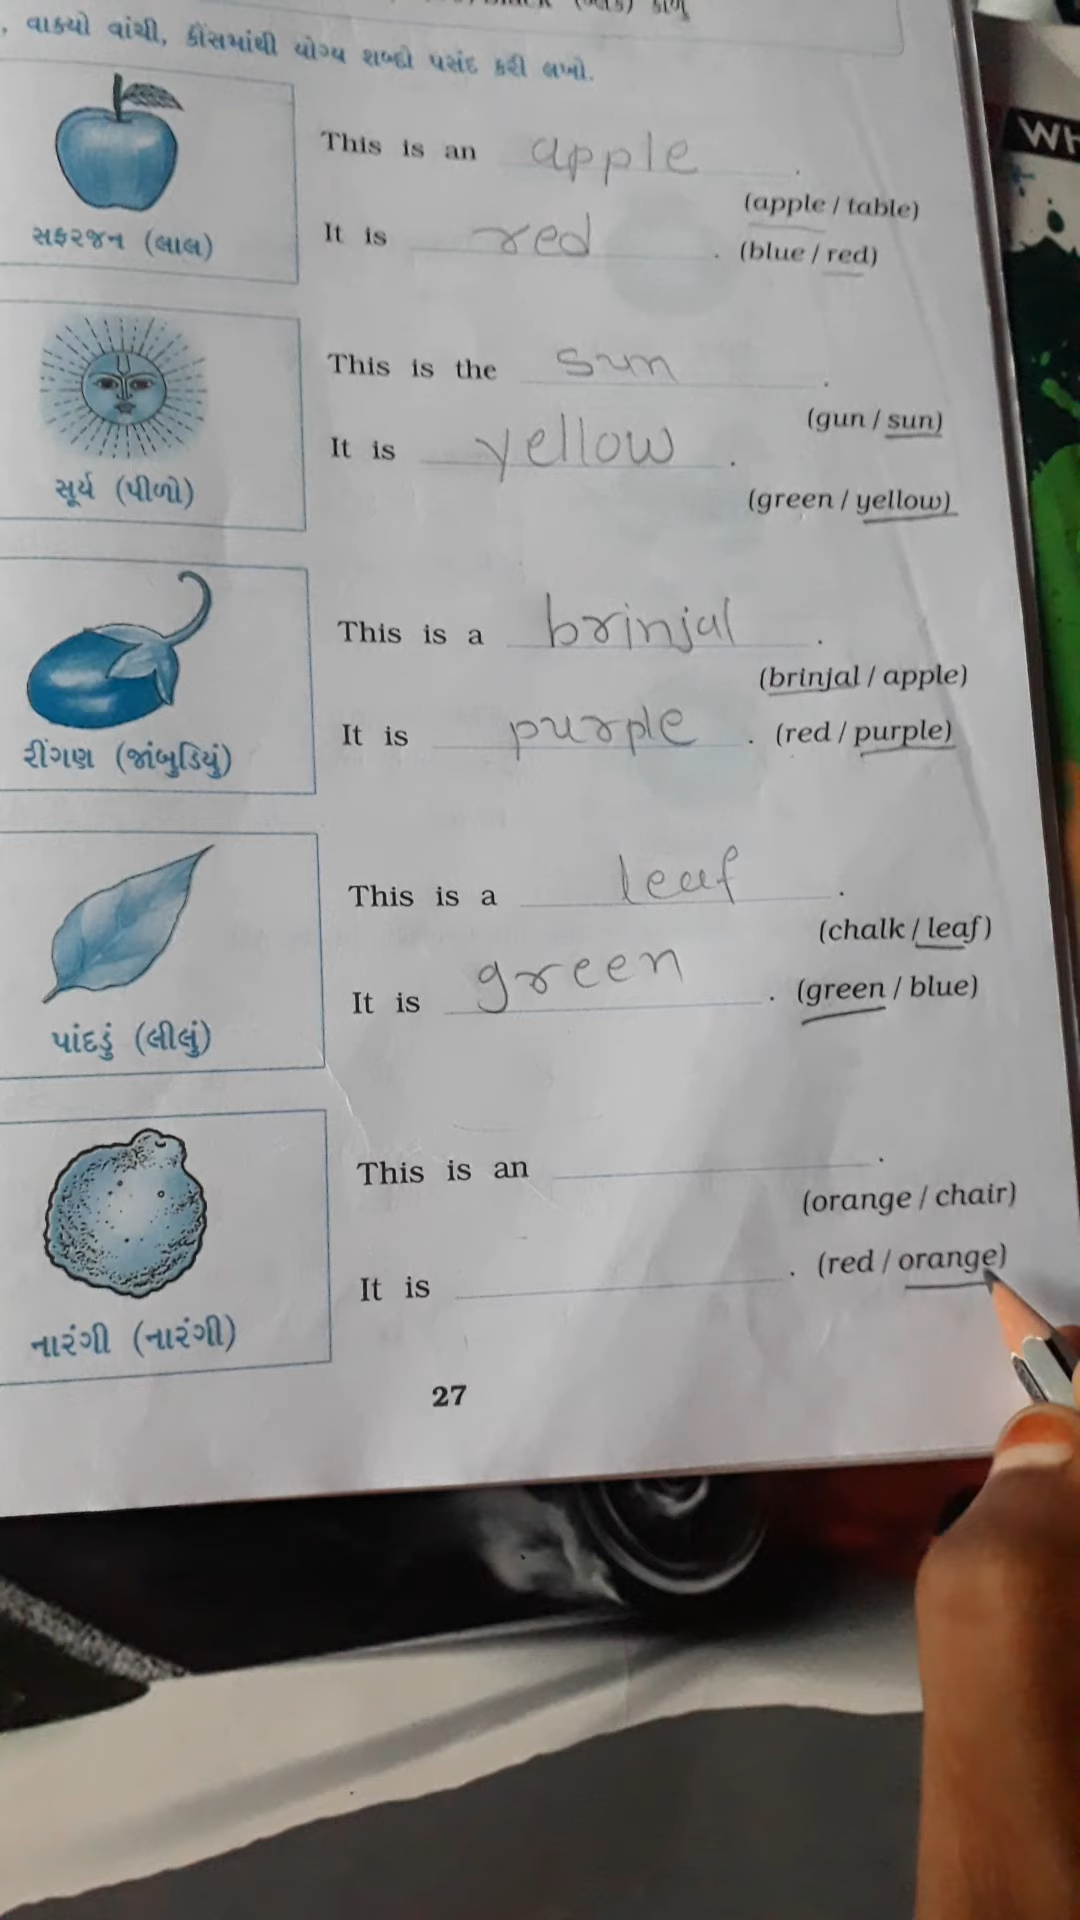 , વાક્યો વાંચી, કૌંસમાંથી યોગ્ય શબ્દો પસંદ કરી લખો.
This is an apple .
(apple / table)
સફરજન (લાલ)
It is red . (blue / red)
This is the sun .
(gun / sun)
It is yellow .
(green / yellow)
સૂર્ય (પીળો)
This is a brinjal .
(brinjal / apple)
It is purple . (red / purple)
રીંગણ (જાંબુડિયું)
This is a leaf .
(chalk / leaf)
It is green . (green / blue)
પાંદડું (લીલું)
This is an .
(orange / chair)
It is . (red / orange)
નારંગી (નારંગી)
27
WH